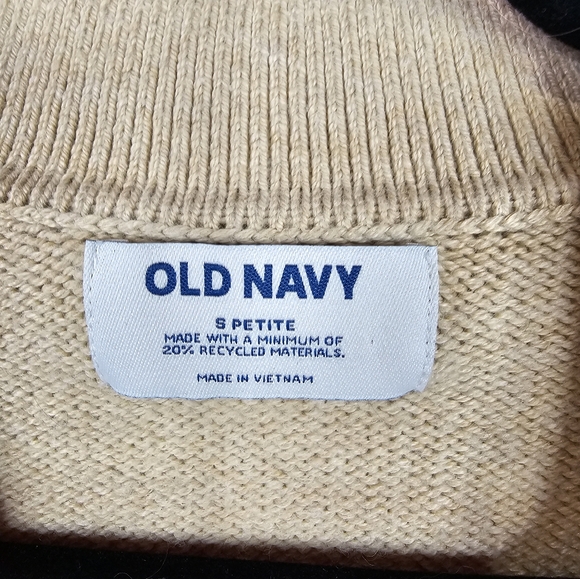 OLD NAVY
S PETITE
MADE WITH A MINIMUM OF
20% RECYCLED MATERIALS.
MADE IN VIETNAM